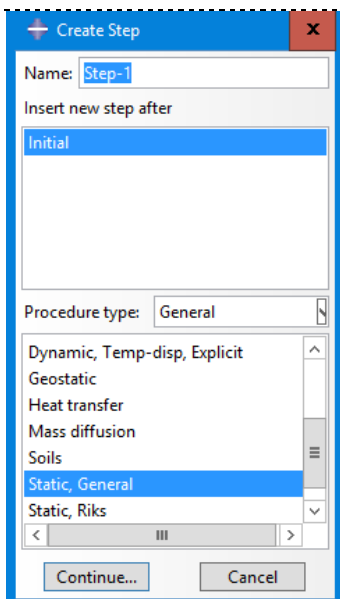 Create Step
x
Name: Step-1
Insert new step after
Initial
Procedure type: General
Dynamic, Temp-disp, Explicit
Geostatic
Heat transfer
Mass diffusion
Soils
Static, General
Static, Riks
Continue... Cancel